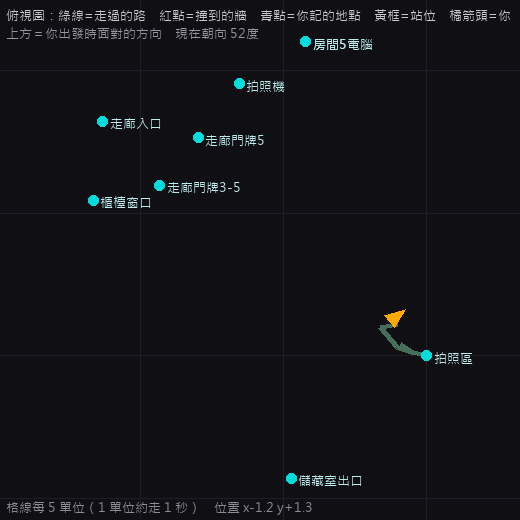 俯視圖：綠線=走過的路　紅點=撞到的牆　青點=你記的地點　黃框=站位　橘箭頭=你
上方＝你出發時面對的方向　現在朝向 52度
房間5電腦
拍照機
走廊入口
走廊門牌5
走廊門牌3-5
櫃檯窗口
拍照區
儲藏室出口
格線每 5 單位（1 單位約走 1 秒）　位置 x-1.2 y+1.3